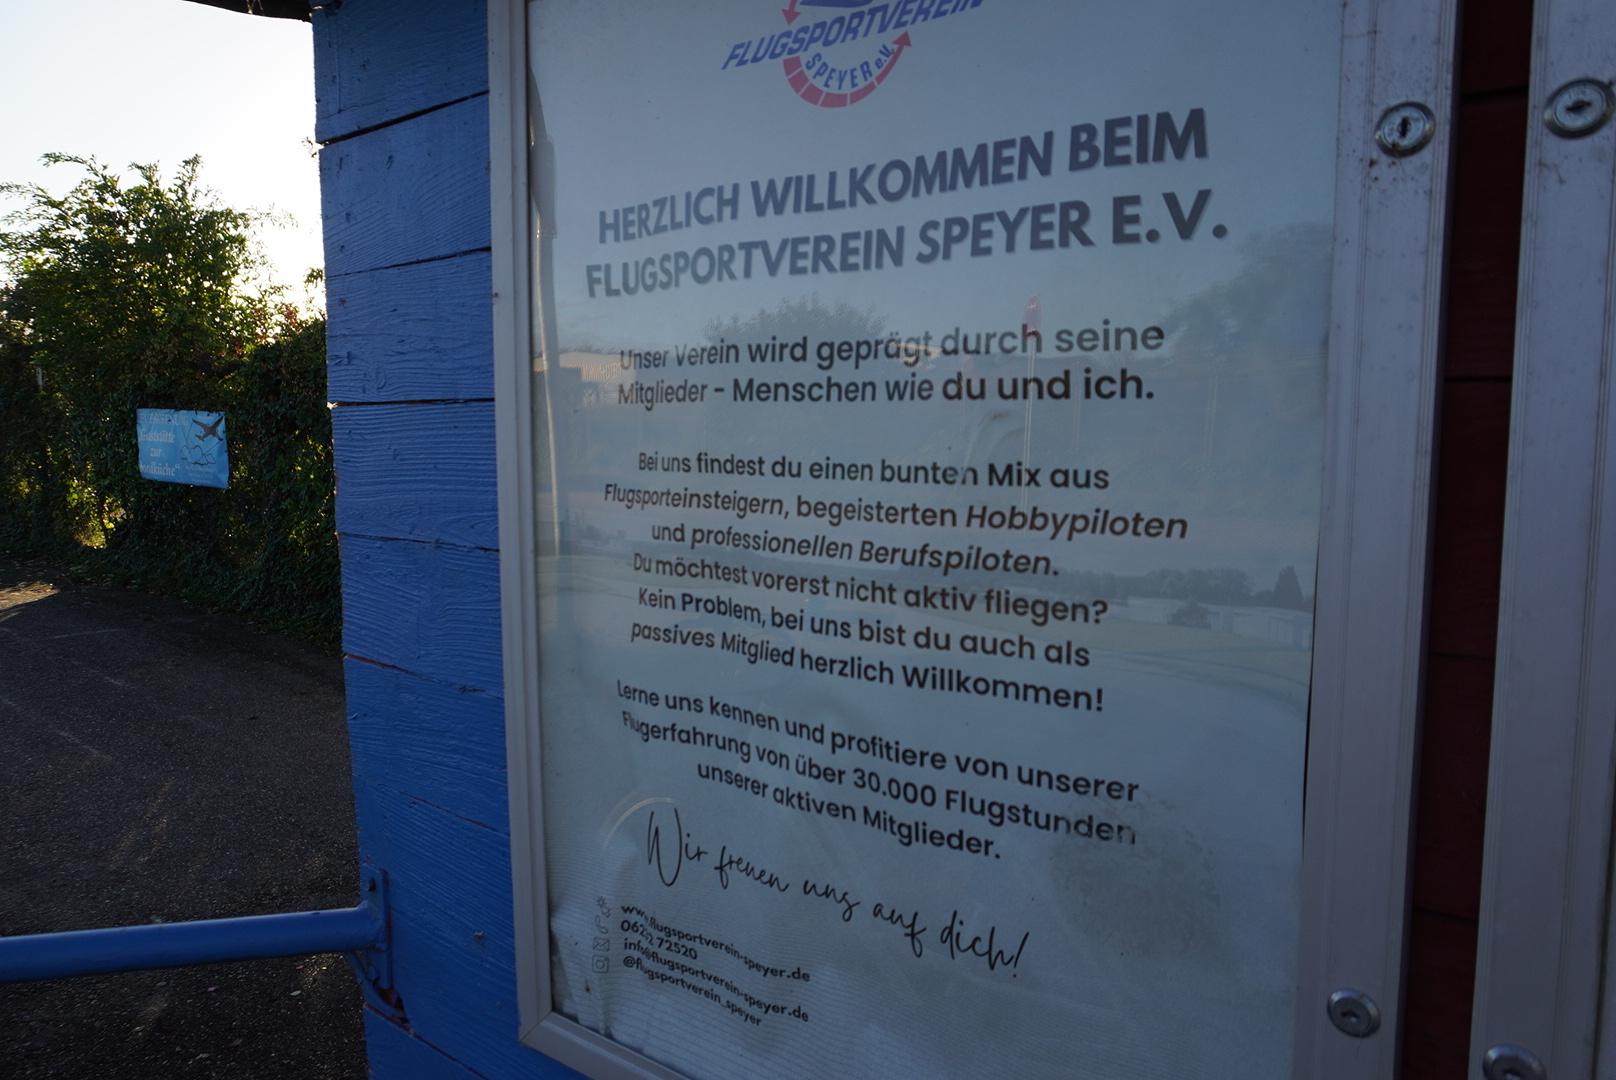 FLUGSPORTVEREIN
SPEYER e.V.
HERZLICH WILLKOMMEN BEIM
FLUGSPORTVEREIN SPEYER E.V.
Unser Verein wird geprägt durch seine
Mitglieder - Menschen wie du und ich.
Bei uns findest du einen bunten Mix aus
Flugsporteinsteigern, begeisterten Hobbypiloten
und professionellen Berufspiloten.
Du möchtest vorerst nicht aktiv fliegen?
Kein Problem, bei uns bist du auch als
passives Mitglied herzlich Willkommen!
Lerne uns kennen und profitiere von unserer
Flugerfahrung von über 30.000 Flugstunden
unserer aktiven Mitglieder.
Wir freuen uns auf dich!
www.flugsportverein-speyer.de
06232 72520
info@flugsportverein-speyer.de
@flugsportverein_speyer
Gaststätte
zur